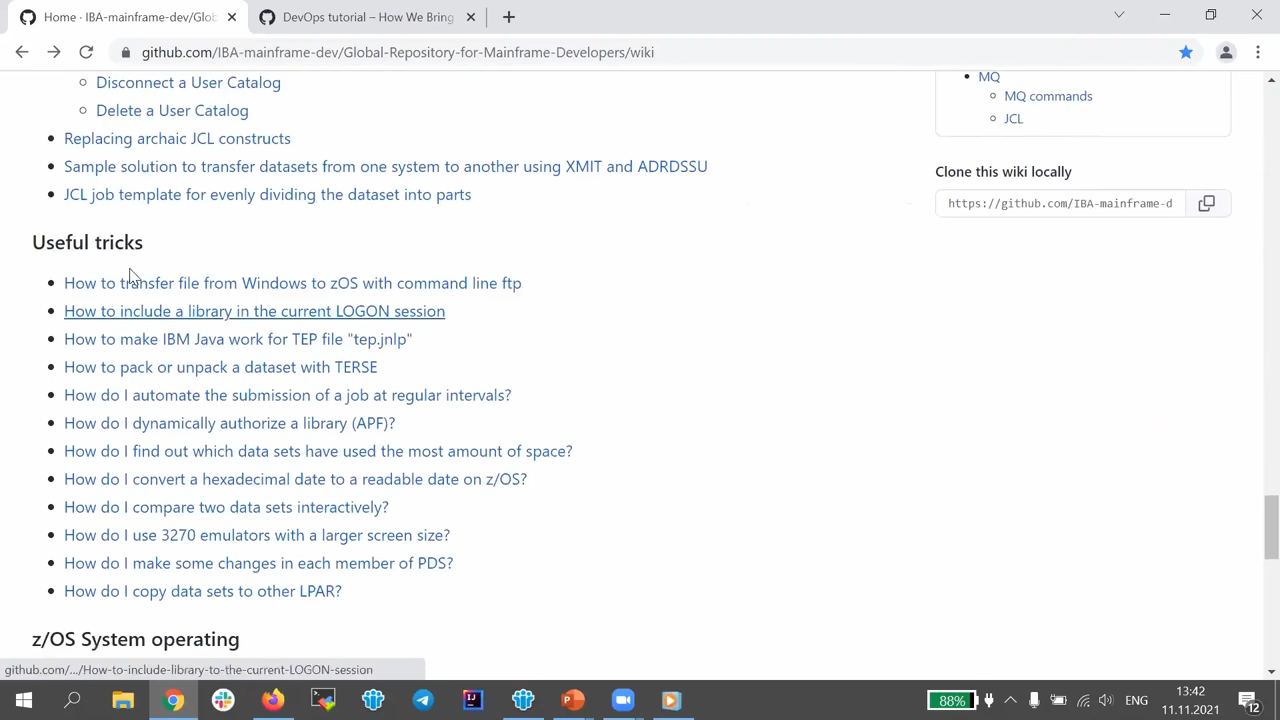 Home · IBA-mainframe-dev/Glob
DevOps tutorial – How We Bring
github.com/IBA-mainframe-dev/Global-Repository-for-Mainframe-Developers/wiki
Disconnect a User Catalog
Delete a User Catalog
Replacing archaic JCL constructs
Sample solution to transfer datasets from one system to another using XMIT and ADRDSSU
JCL job template for evenly dividing the dataset into parts
MQ
MQ commands
JCL
Clone this wiki locally
https://github.com/IBA-mainframe-d
Useful tricks
How to transfer file from Windows to zOS with command line ftp
How to include a library in the current LOGON session
How to make IBM Java work for TEP file "tep.jnlp"
How to pack or unpack a dataset with TERSE
How do I automate the submission of a job at regular intervals?
How do I dynamically authorize a library (APF)?
How do I find out which data sets have used the most amount of space?
How do I convert a hexadecimal date to a readable date on z/OS?
How do I compare two data sets interactively?
How do I use 3270 emulators with a larger screen size?
How do I make some changes in each member of PDS?
How do I copy data sets to other LPAR?
z/OS System operating
github.com/.../How-to-include-library-to-the-current-LOGON-session
88%
ENG
13:42
11.11.2021
12